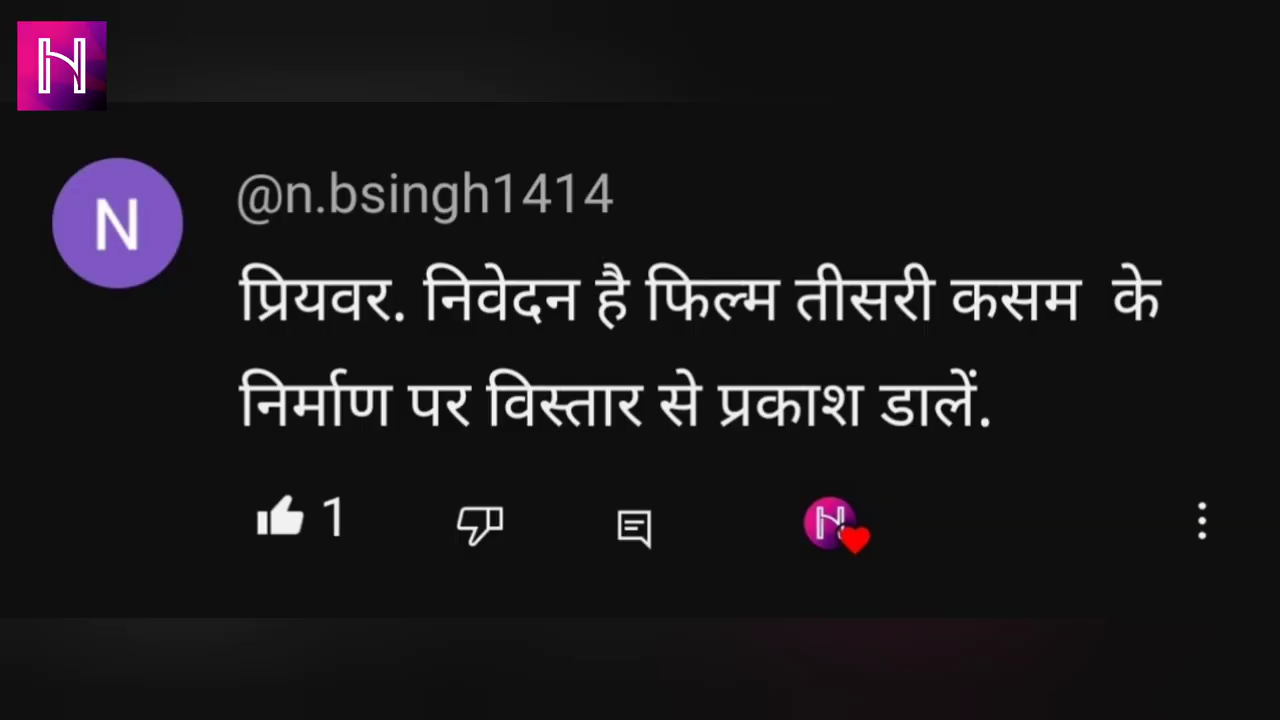 N
@n.bsingh1414
N
प्रियवर. निवेदन है फिल्म तीसरी कसम के
निर्माण पर विस्तार से प्रकाश डालें.
1
N